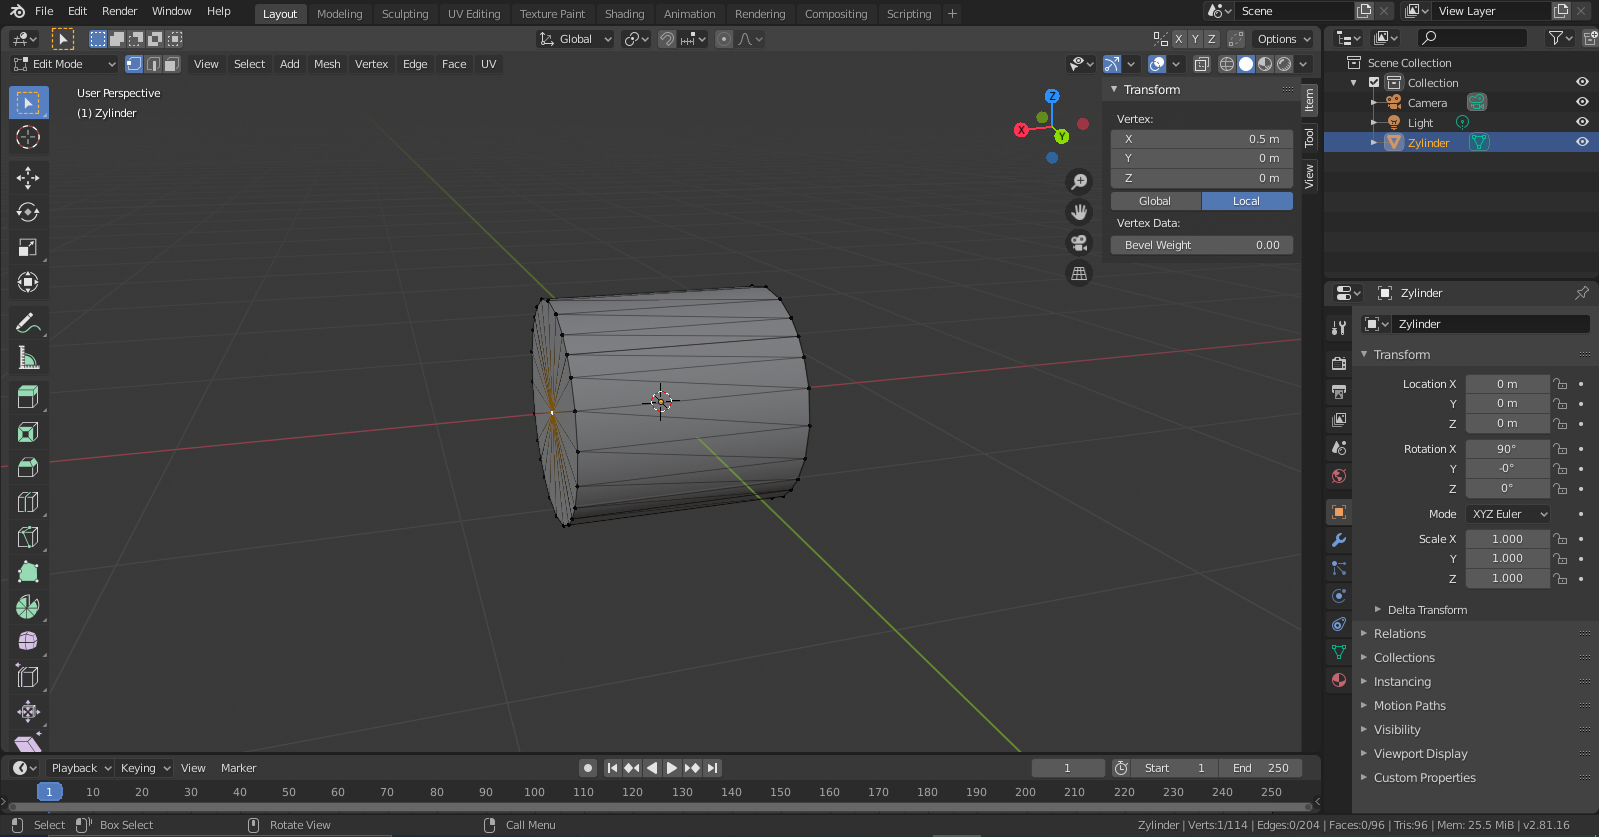 File Edit Render Window Help Layout Modeling Sculpting UV Editing Texture Paint Shading Animation Rendering Compositing Scripting + Scene View Layer
Global X Y Z Options
Edit Mode View Select Add Mesh Vertex Edge Face UV
User Perspective
(1) Zylinder
Z
X
Y
Transform
Vertex:
X 0.5 m
Y 0 m
Z 0 m
Global Local
Vertex Data:
Bevel Weight 0.00
Item
Tool
View
Scene Collection
Collection
Camera
Light
Zylinder
Zylinder
Zylinder
Transform
Location X 0 m
Y 0 m
Z 0 m
Rotation X 90°
Y -0°
Z 0°
Mode XYZ Euler
Scale X 1.000
Y 1.000
Z 1.000
Delta Transform
Relations
Collections
Instancing
Motion Paths
Visibility
Viewport Display
Custom Properties
Playback Keying View Marker 1 Start 1 End 250
1 10 20 30 40 50 60 70 80 90 100 110 120 130 140 150 160 170 180 190 200 210 220 230 240 250
Select Box Select Rotate View Call Menu Zylinder | Verts:1/114 | Edges:0/204 | Faces:0/96 | Tris:96 | Mem: 25.5 MiB | v2.81.16